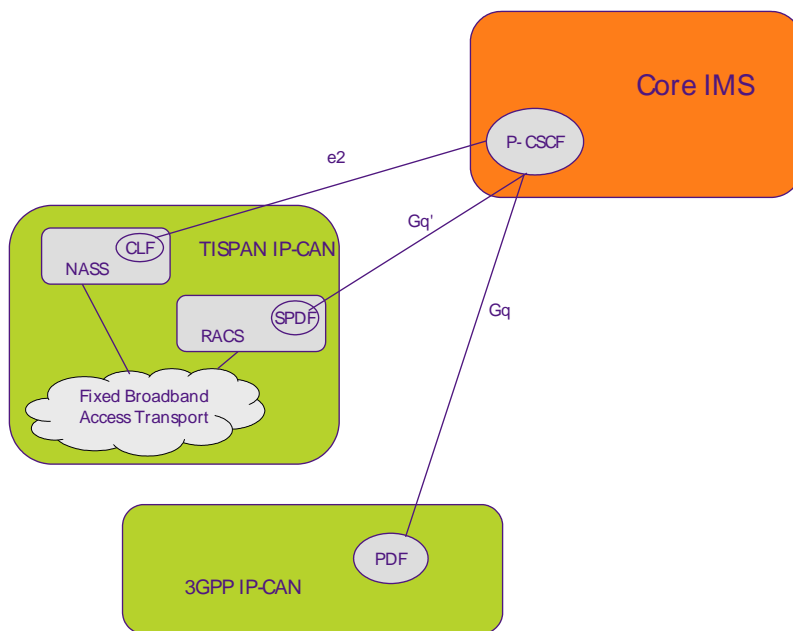 Core IMS
P- CSCF
e2
Gq'
CLF
TISPAN IP-CAN
NASS
SPDF
Gq
RACS
Fixed Broadband
Access Transport
PDF
3GPP IP-CAN